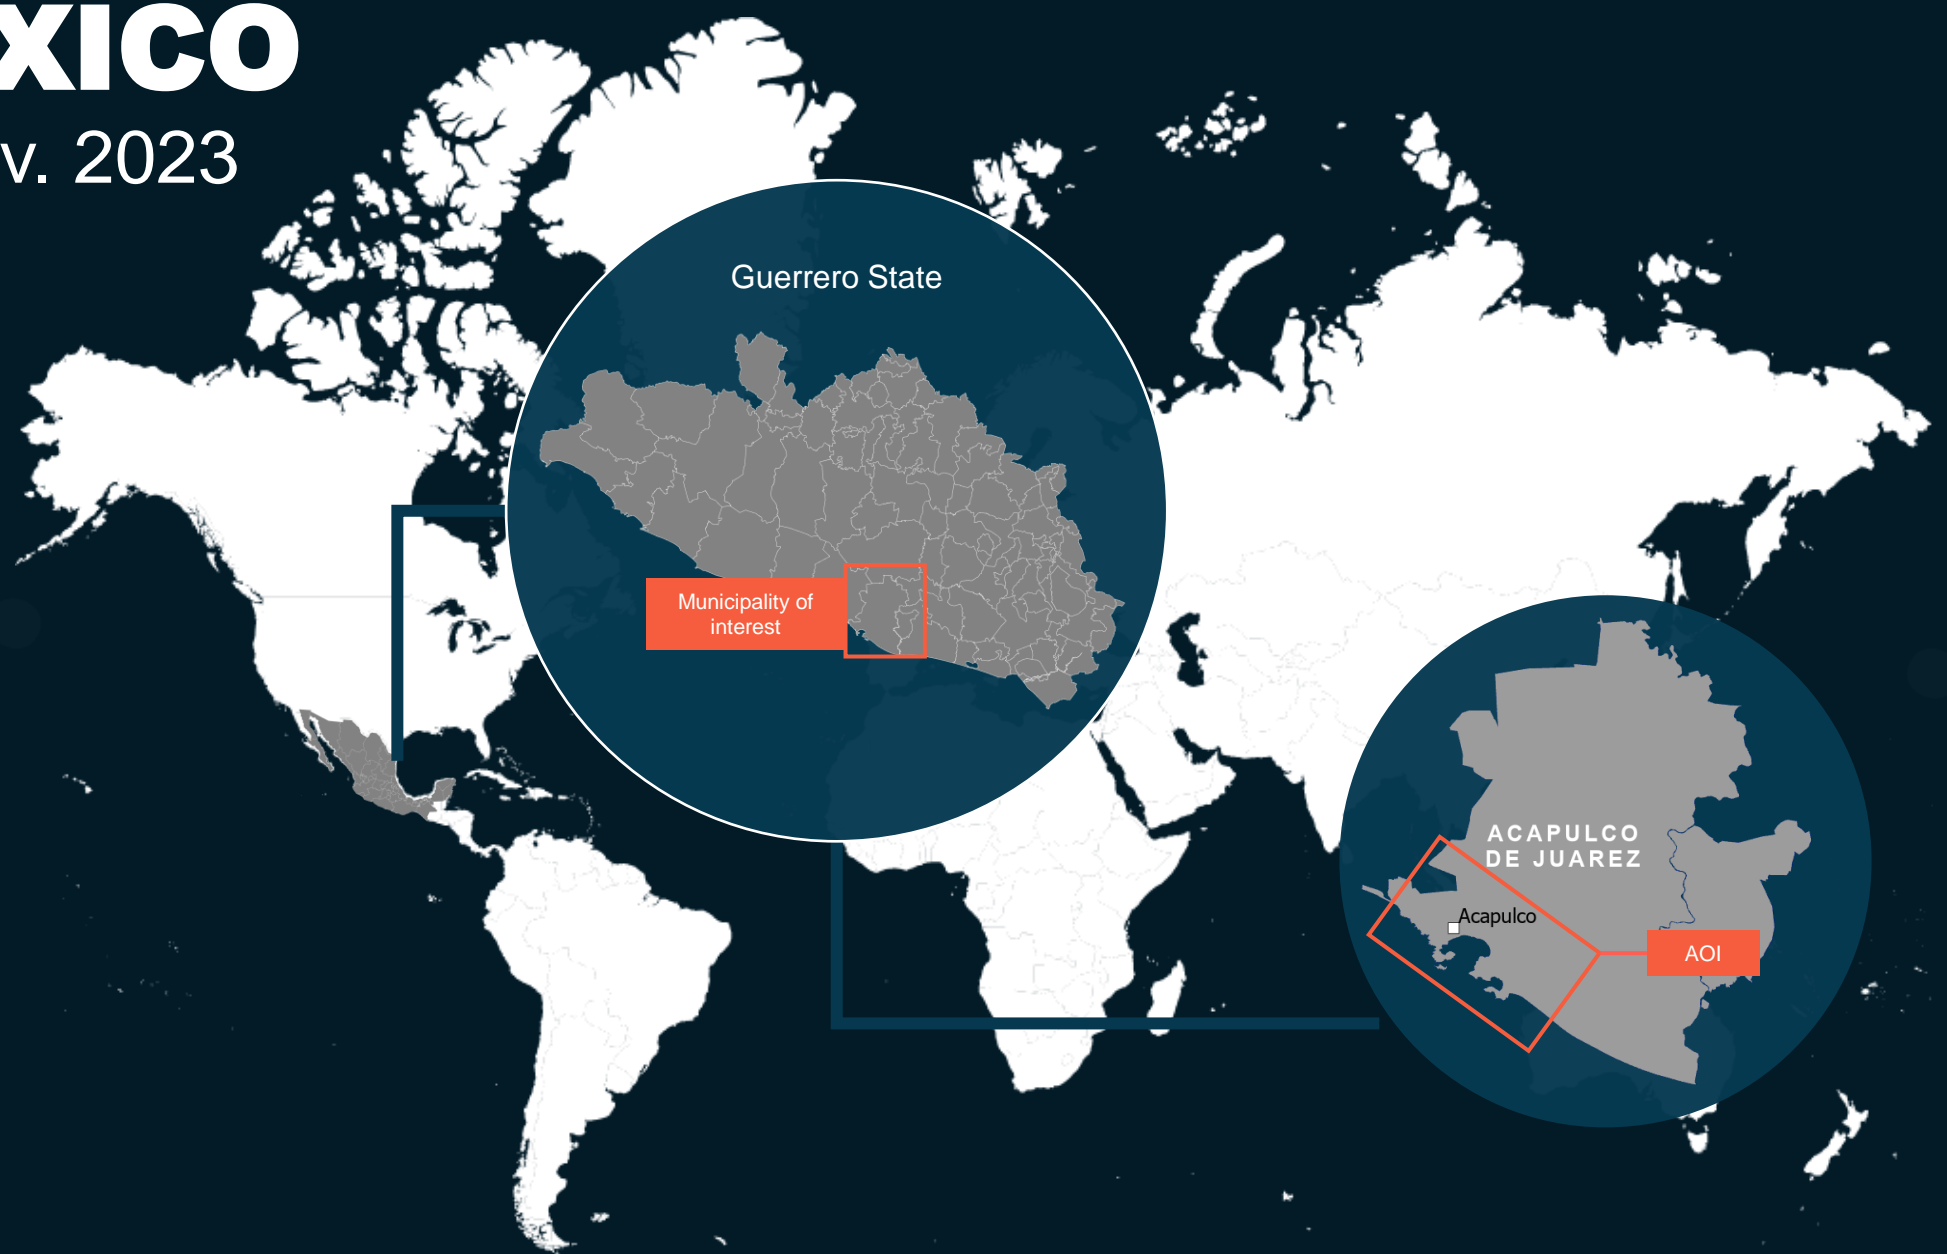 XICO
v. 2023
Guerrero State
Municipality of
interest
ACAPULCO
DE JUAREZ
Acapulco
AOI